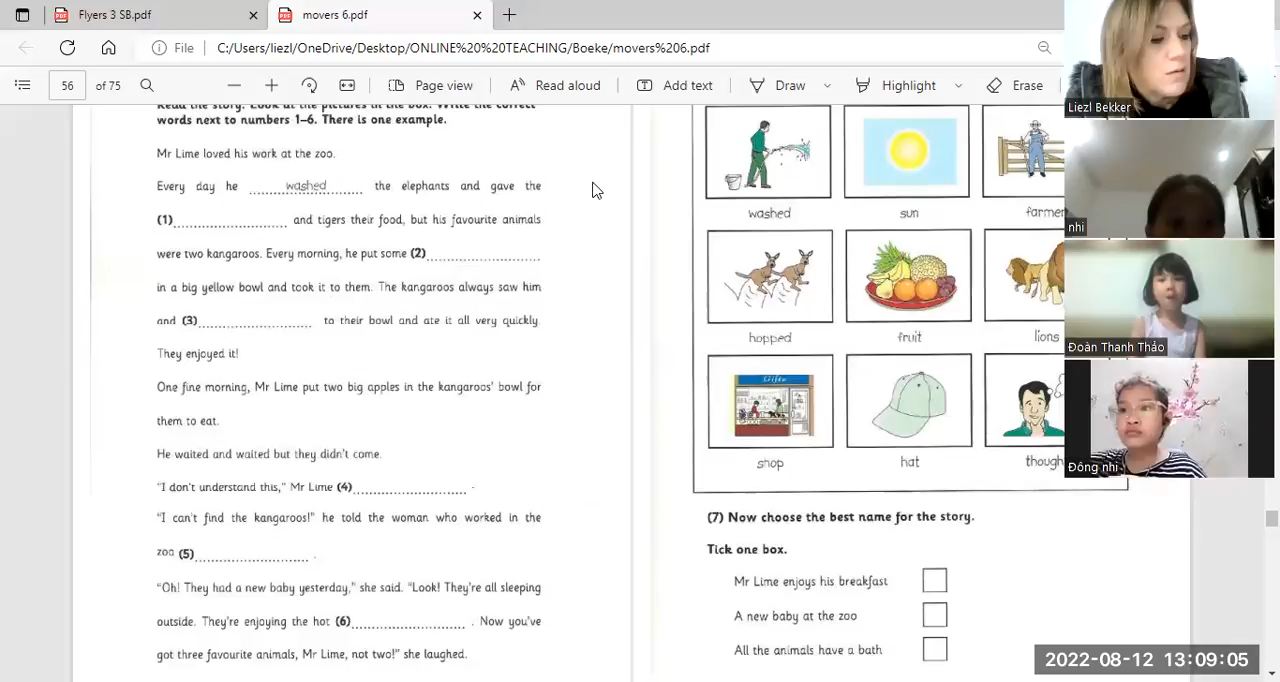 Flyers 3 SB.pdf
movers 6.pdf
File C:/Users/liezl/OneDrive/Desktop/ONLINE%20%20TEACHING/Boeke/movers%206.pdf
56 of 75
Page view
Read aloud
Add text
Draw
Highlight
Erase
Read the story. Look at the pictures in the box. Write the correct
words next to numbers 1–6. There is one example.
Mr Lime loved his work at the zoo.
Every day he washed the elephants and gave the
(1) and tigers their food, but his favourite animals
were two kangaroos. Every morning, he put some (2)
in a big yellow bowl and took it to them. The kangaroos always saw him
and (3) to their bowl and ate it all very quickly.
They enjoyed it!
One fine morning, Mr Lime put two big apples in the kangaroos' bowl for
them to eat.
He waited and waited but they didn't come.
"I don't understand this," Mr Lime (4) .
"I can't find the kangaroos!" he told the woman who worked in the
zoo (5) .
"Oh! They had a new baby yesterday," she said. "Look! They're all sleeping
outside. They're enjoying the hot (6) . Now you've
got three favourite animals, Mr Lime, not two!" she laughed.
washed
sun
farmer
hopped
fruit
lions
Gifts
shop
hat
though
(7) Now choose the best name for the story.
Tick one box.
Mr Lime enjoys his breakfast
A new baby at the zoo
All the animals have a bath
Liezl Bekker
nhi
Đoàn Thanh Thảo
Đông nhi
2022-08-12 13:09:05